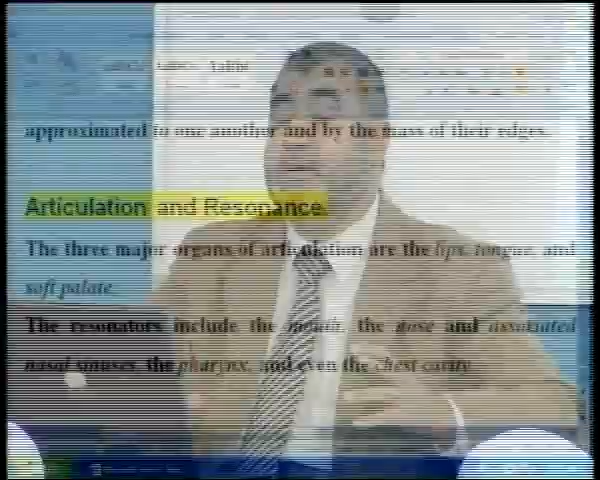 approximated to one another and by the mass of their edges.
Articulation and Resonance.
The three major organs of articulation are the lips, tongue, and
soft palate.
The resonators include the mouth, the nose and associated
nasal sinuses, the pharynx, and even the chest cavity.